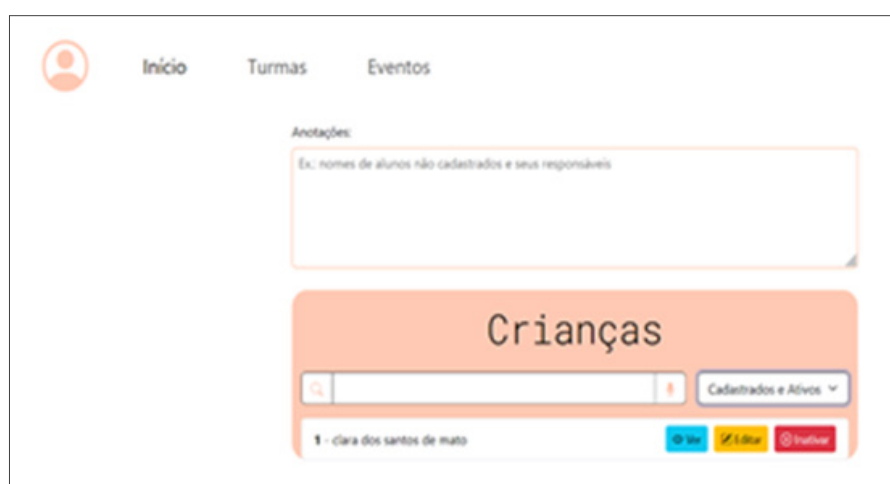 Início Turmas Eventos
Anotações:
Ex.: nomes de alunos não cadastrados e seus responsáveis
Crianças
Cadastrados e Ativos
1 - clara dos santos de mato Ver Editar Inativar